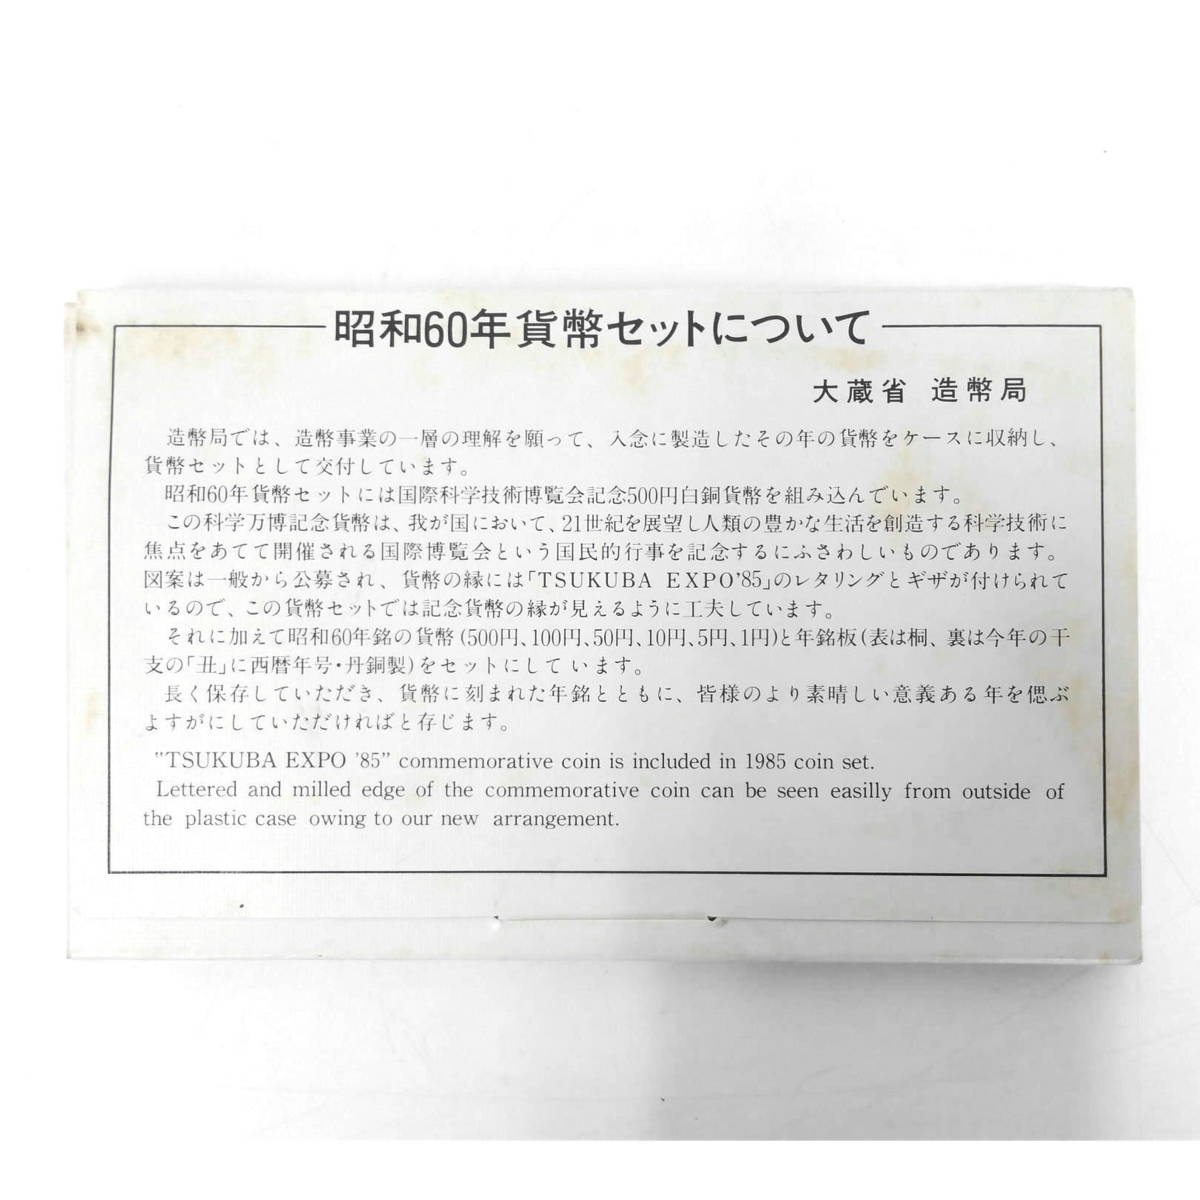 昭和60年貨幣セットについて
大蔵省 造幣局
造幣局では、造幣事業の一層の理解を願って、入念に製造したその年の貨幣をケースに収納し、
貨幣セットとして交付しています。
昭和60年貨幣セットには国際科学技術博覧会記念500円白銅貨幣を組み込んでいます。
この科学万博記念貨幣は、我が国において、21世紀を展望し人類の豊かな生活を創造する科学技術に
焦点をあてて開催される国際博覧会という国民的行事を記念するにふさわしいものであります。
図案は一般から公募され、貨幣の縁には「TSUKUBA EXPO'85」のレタリングとギザが付けられて
いるので、この貨幣セットでは記念貨幣の縁が見えるように工夫しています。
それに加えて昭和60年銘の貨幣(500円、100円、50円、10円、5円、1円)と年銘板(表は桐、裏は今年の干
支の「丑」に西暦年号・丹銅製)をセットにしています。
長く保存していただき、貨幣に刻まれた年銘とともに、皆様のより素晴しい意義ある年を偲ぶ
よすがにしていただければと存じます。
"TSUKUBA EXPO '85" commemorative coin is included in 1985 coin set.
Lettered and milled edge of the commemorative coin can be seen easilly from outside of
the plastic case owing to our new arrangement.